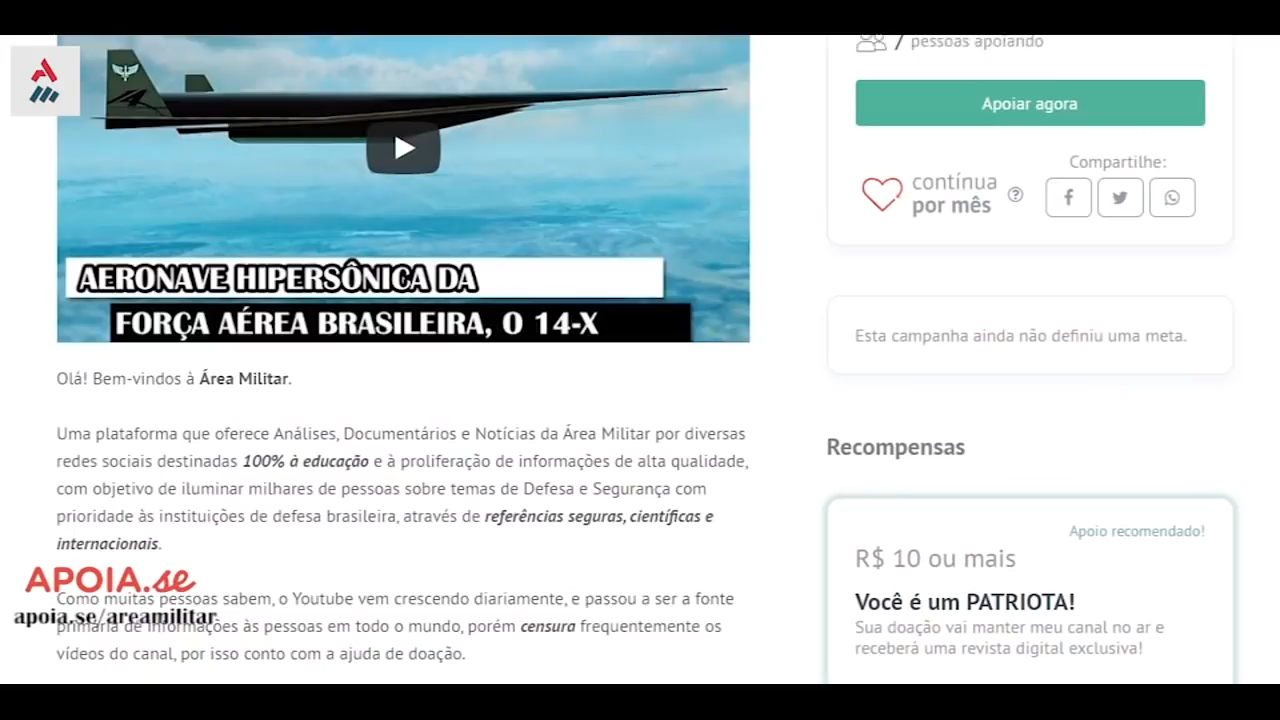 7 pessoas apoiando
Apoiar agora
Compartilhe:
contínua
por mês
AERONAVE HIPERSÔNICA DA
FORÇA AÉREA BRASILEIRA, O 14-X
Esta campanha ainda não definiu uma meta.
Olá! Bem-vindos à Área Militar.
Uma plataforma que oferece Análises, Documentários e Notícias da Área Militar por diversas
redes sociais destinadas 100% à educação e à proliferação de informações de alta qualidade,
com objetivo de iluminar milhares de pessoas sobre temas de Defesa e Segurança com
prioridade às instituições de defesa brasileira, através de referências seguras, científicas e
internacionais.
Recompensas
Apoio recomendado!
R$ 10 ou mais
Você é um PATRIOTA!
Sua doação vai manter meu canal no ar e
receberá uma revista digital exclusiva!
APOIA.se
apoia.se/areamilitar
Como muitas pessoas sabem, o Youtube vem crescendo diariamente, e passou a ser a fonte
primária de informações às pessoas em todo o mundo, porém censura frequentemente os
vídeos do canal, por isso conto com a ajuda de doação.